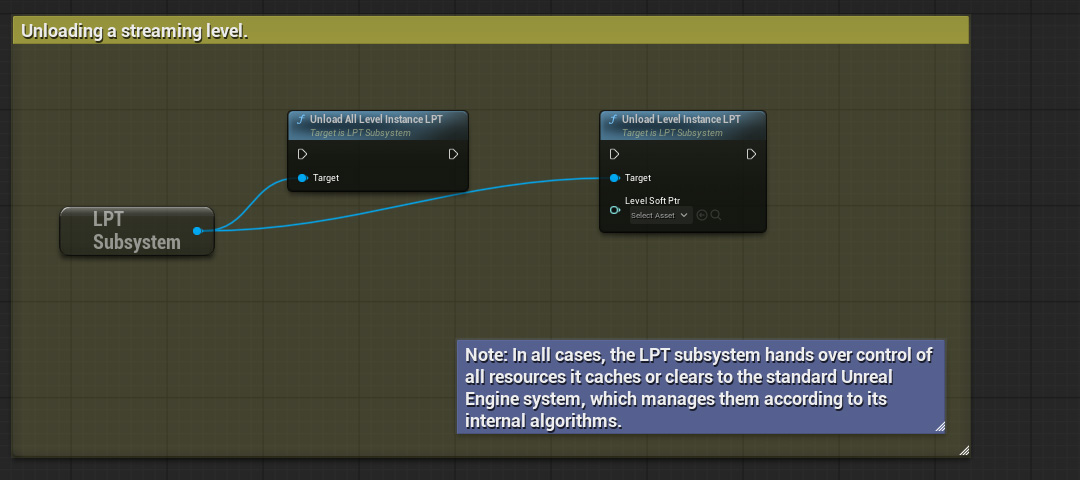 Unloading a streaming level.
Unload All Level Instance LPT
Target is LPT Subsystem
Target
Unload Level Instance LPT
Target is LPT Subsystem
Target
Level Soft Ptr
Select Asset
LPT
Subsystem
Note: In all cases, the LPT subsystem hands over control of
all resources it caches or clears to the standard Unreal
Engine system, which manages them according to its
internal algorithms.